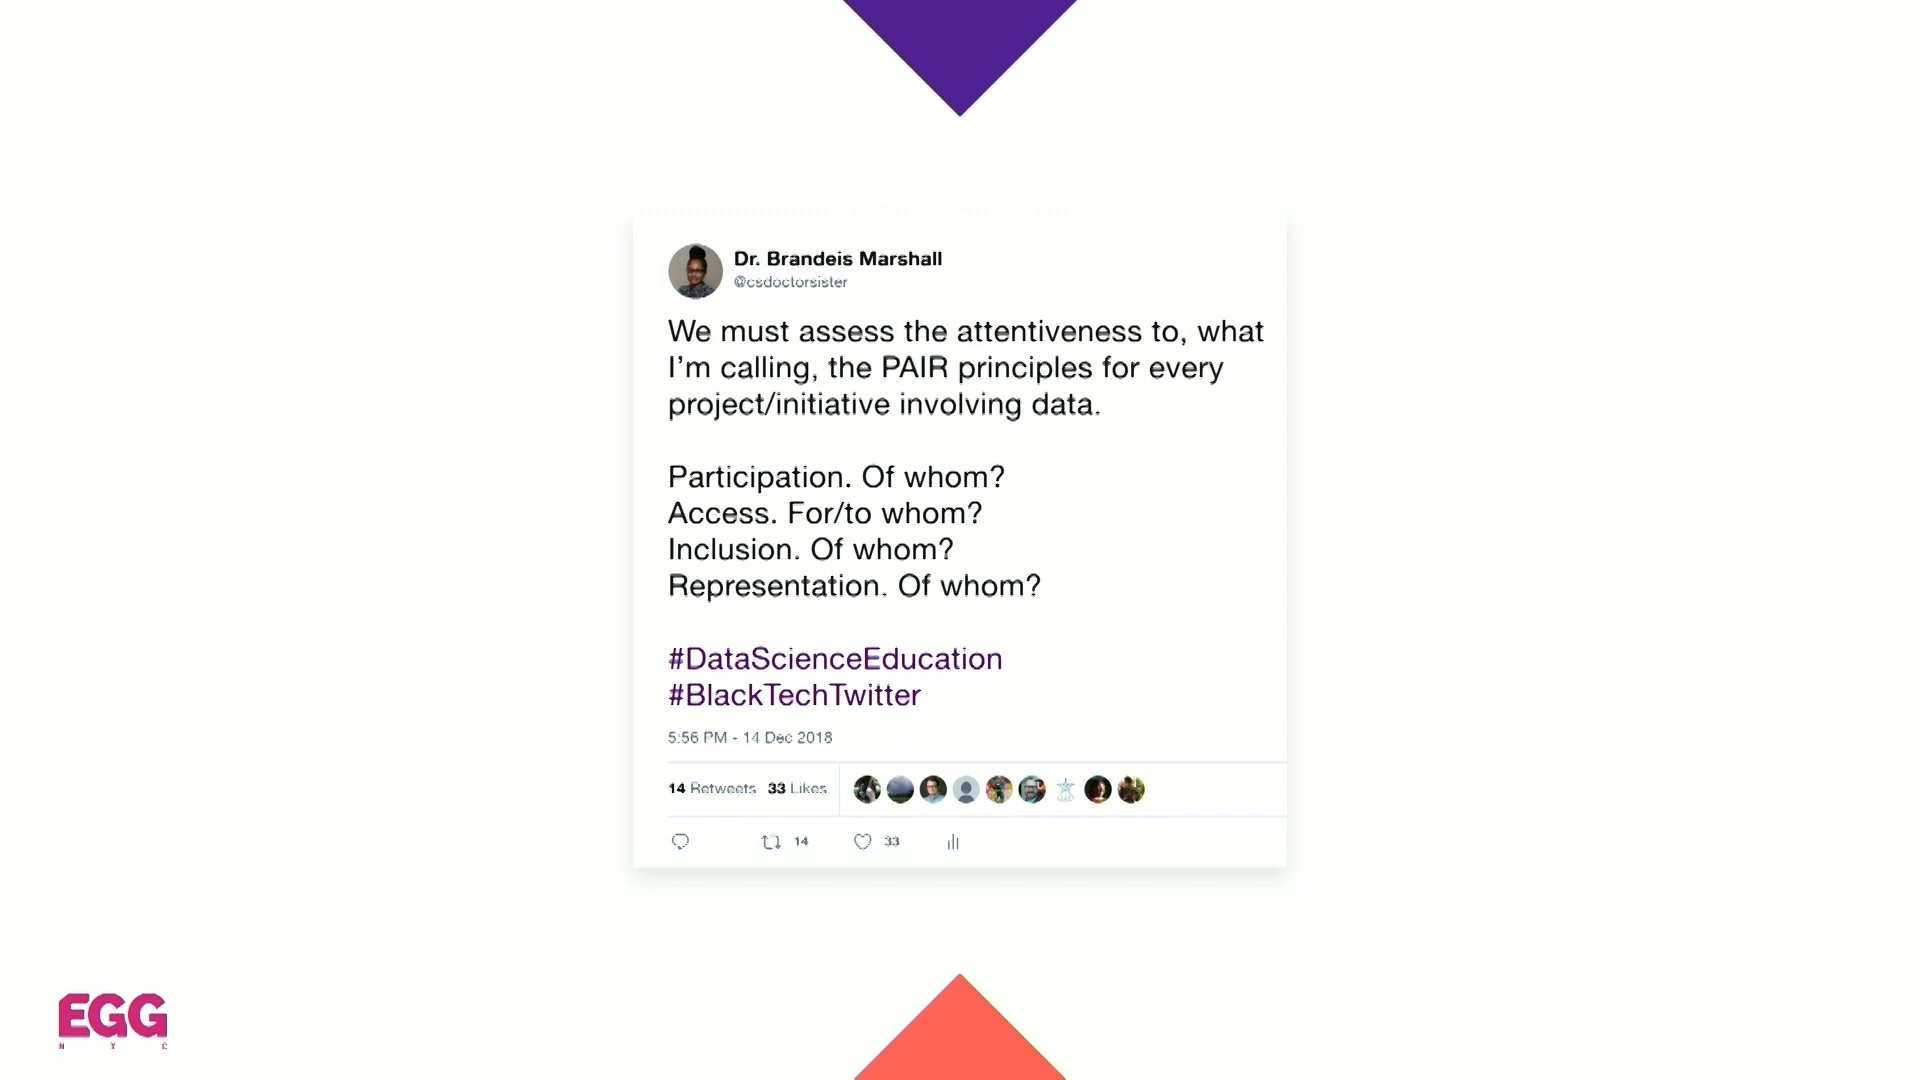 Dr. Brandeis Marshall
@csdoctorsister
We must assess the attentiveness to, what
I'm calling, the PAIR principles for every
project/initiative involving data.
Participation. Of whom?
Access. For/to whom?
Inclusion. Of whom?
Representation. Of whom?
#DataScienceEducation
#BlackTechTwitter
5:56 PM - 14 Dec 2018
14 Retweets 33 Likes
14 33
EGG
N Y C